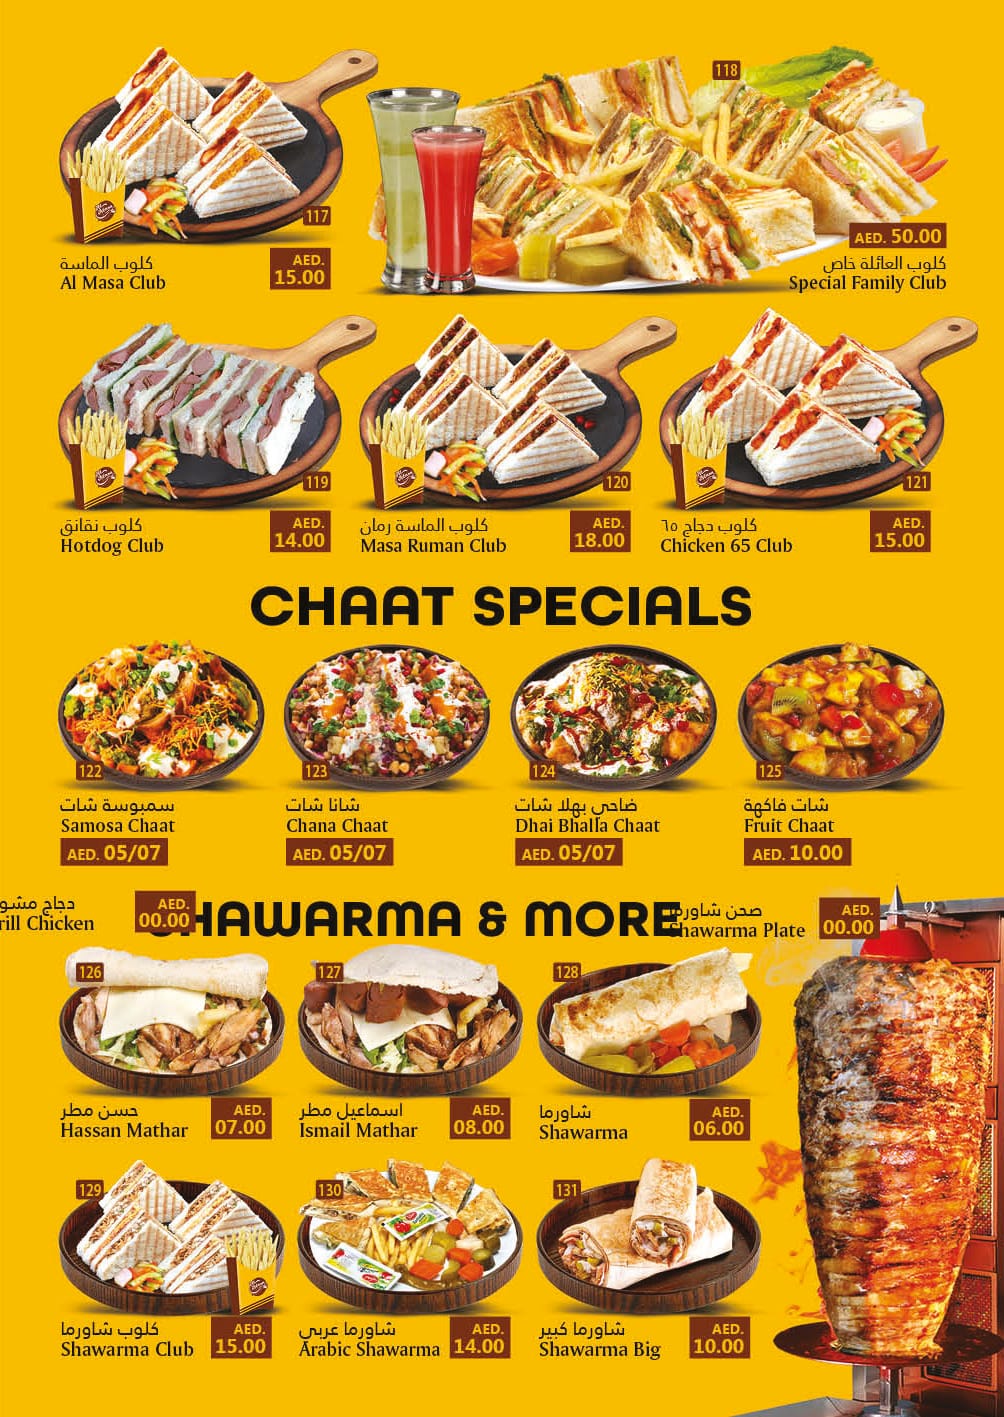 117
كلوب الماسة
Al Masa Club
AED.
15.00
118
AED. 50.00
كلوب العائلة خاص
Special Family Club
119
كلوب نقانق
Hotdog Club
AED.
14.00
120
كلوب الماسة رمان
Masa Ruman Club
AED.
18.00
121
كلوب دجاج ٦٥
Chicken 65 Club
AED.
15.00
CHAAT SPECIALS
122
سمبوسة شات
Samosa Chaat
AED. 05/07
123
شانا شات
Chana Chaat
AED. 05/07
124
ضاحي بهلا شات
Dhai Bhalla Chaat
AED. 05/07
125
شات فاكهة
Fruit Chaat
AED. 10.00
دجاج مشو
rill Chicken
AED.
00.00
HAWARMA & MORE
صحن شاورما
Shawarma Plate
AED.
00.00
126
حسن مطر
Hassan Mathar
AED.
07.00
127
اسماعيل مطر
Ismail Mathar
AED.
08.00
128
شاورما
Shawarma
AED.
06.00
129
كلوب شاورما
Shawarma Club
AED.
15.00
130
شاورما عربي
Arabic Shawarma
AED.
14.00
131
شاورما كبير
Shawarma Big
AED.
10.00